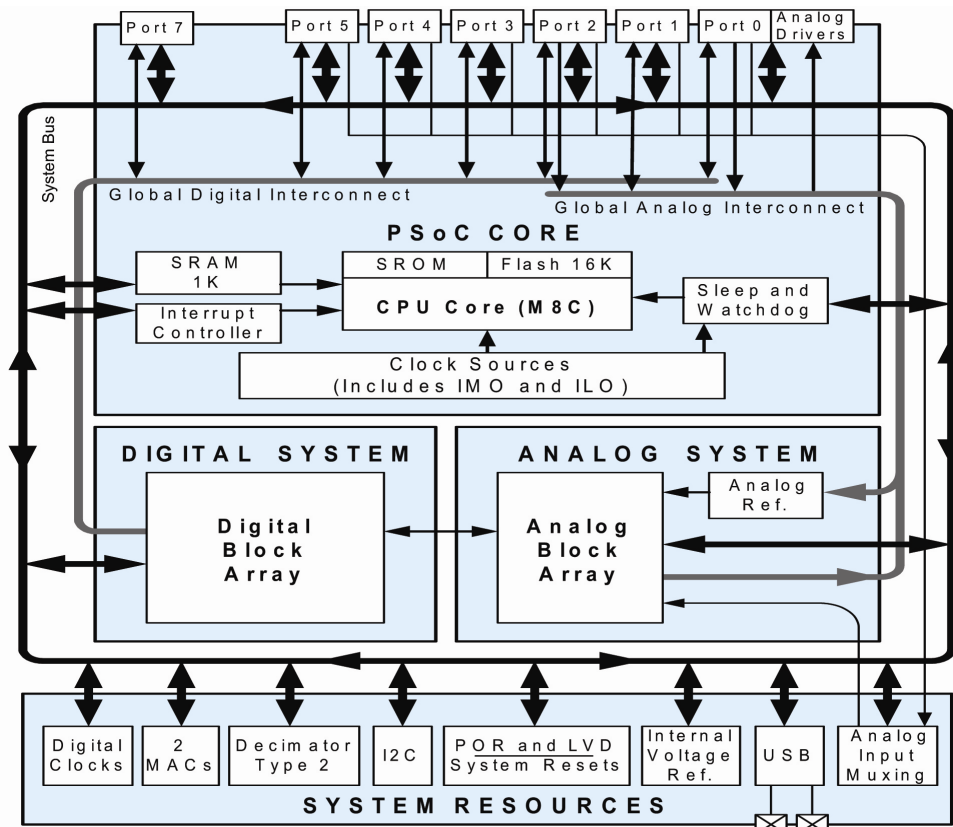 Port 7
Port 5
Port 4
Port 3
Port 2
Port 1
Port 0
Analog
Drivers
System Bus
Global Digital Interconnect
Global Analog Interconnect
PSoC CORE
SRAM
1K
SROM
Flash 16K
CPU Core (M8C)
Interrupt
Controller
Sleep and
Watchdog
Clock Sources
(Includes IMO and ILO)
DIGITAL SYSTEM
ANALOG SYSTEM
Digital
Block
Array
Analog
Block
Array
Analog
Ref.
Digital
Clocks
2
MACs
Decimator
Type 2
I2C
POR and LVD
System Resets
Internal
Voltage
Ref.
USB
Analog
Input
Muxing
SYSTEM RESOURCES